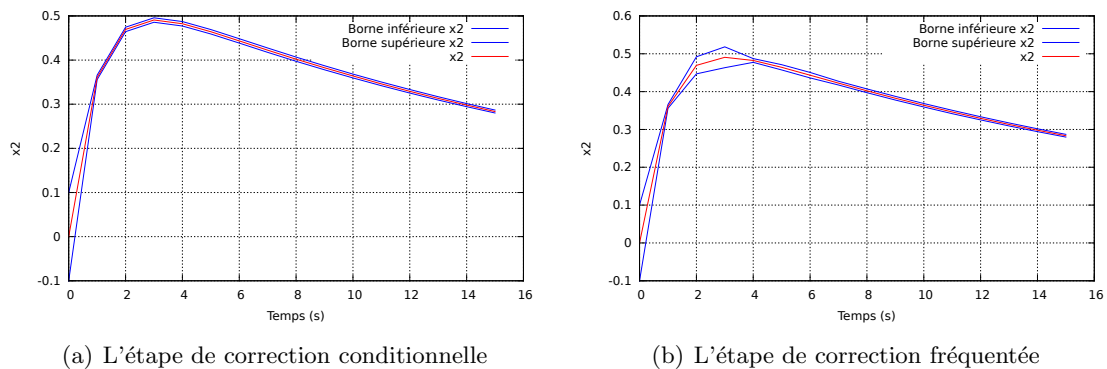 0.5
0.4
0.3
0.2
0.1
0
-0.1
x2
0
2
4
6
8
10
12
14
16
Temps (s)
Borne inférieure x2
Borne supérieure x2
x2
(a) L'étape de correction conditionnelle
0.6
0.5
0.4
0.3
0.2
0.1
0
-0.1
x2
0
2
4
6
8
10
12
14
16
Temps (s)
Borne inférieure x2
Borne supérieure x2
x2
(b) L'étape de correction fréquentée